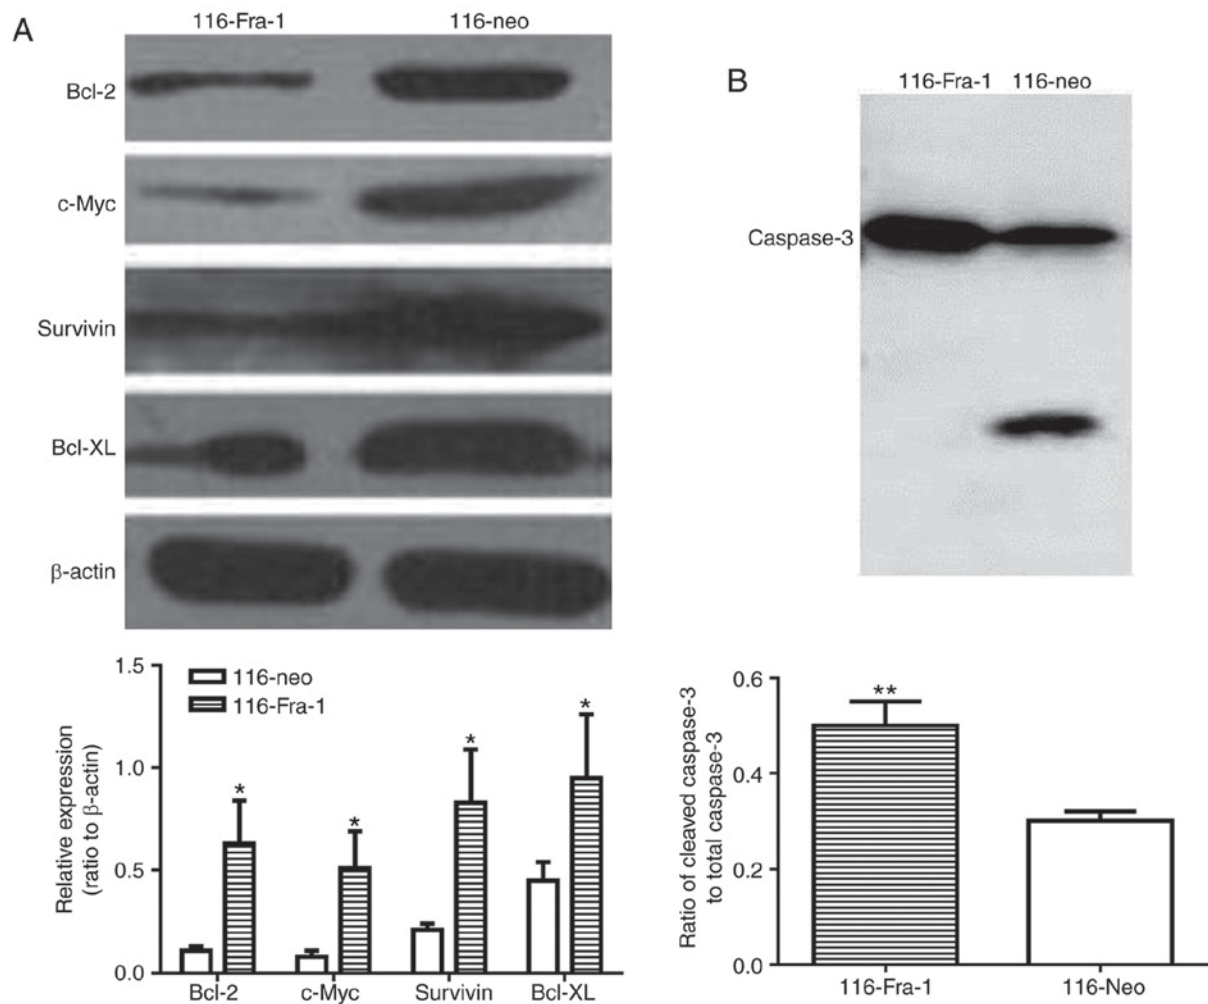 A
116-Fra-1 116-neo
Bcl-2
c-Myc
Survivin
Bcl-XL
β-actin
B
116-Fra-1 116-neo
Caspase-3
Relative expression
(ratio to β-actin)
1.5
1.0
0.5
0.0
116-neo
116-Fra-1
*
*
*
*
Bcl-2 c-Myc Survivin Bcl-XL
Ratio of cleaved caspase-3
to total caspase-3
0.6
0.4
0.2
0.0
**
116-Fra-1 116-Neo